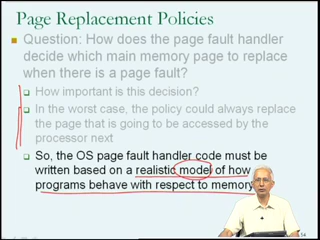 Page Replacement Policies
Question: How does the page fault handler
decide which main memory page to replace
when there is a page fault?
How important is this decision?
In the worst case, the policy could always replace
the page that is going to be accessed by the
processor next
So, the OS page fault handler code must be
written based on a realistic model of how
programs behave with respect to memory